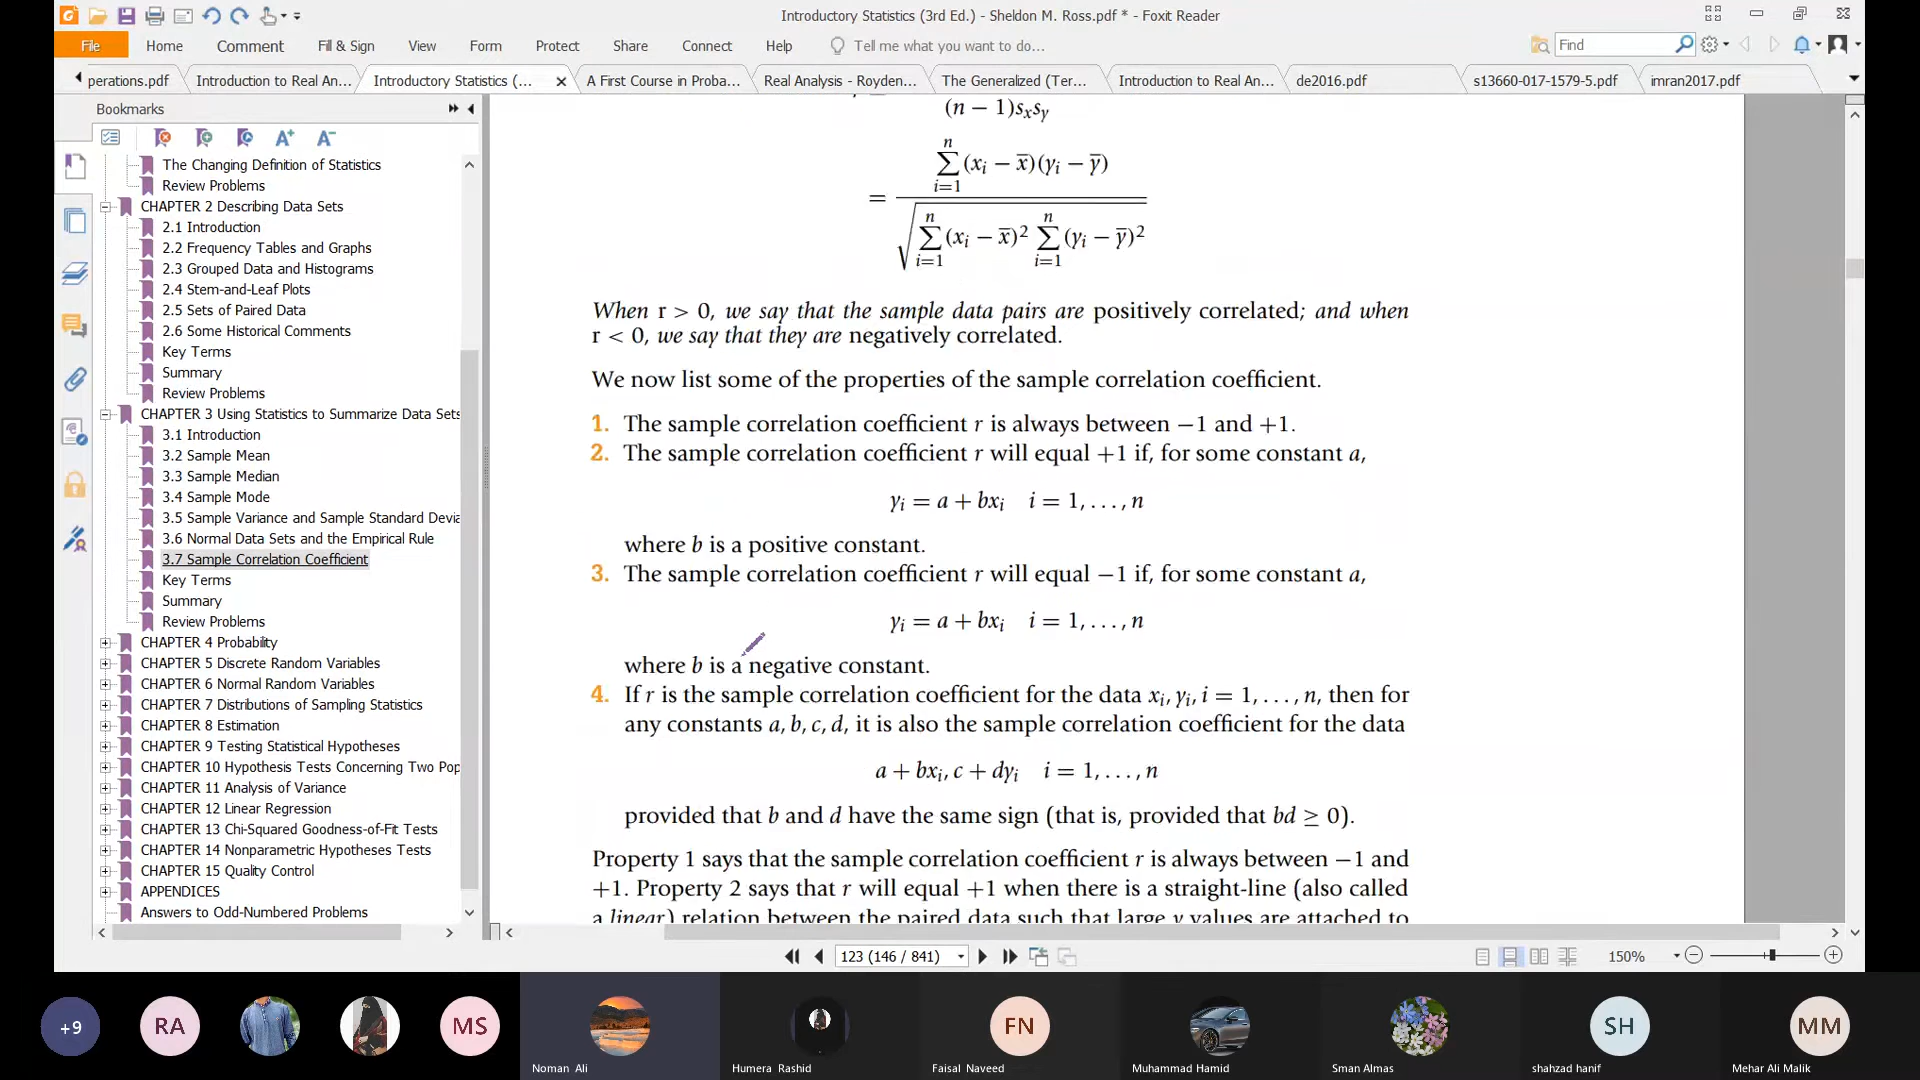 Introductory Statistics (3rd Ed.) - Sheldon M. Ross.pdf * - Foxit Reader
File Home Comment Fill & Sign View Form Protect Share Connect Help Tell me what you want to do... Find
perations.pdf Introduction to Real An... Introductory Statistics (... A First Course in Proba... Real Analysis - Royden... The Generalized (Ter... Introduction to Real An... de2016.pdf s13660-017-1579-5.pdf imran2017.pdf
Bookmarks
The Changing Definition of Statistics
Review Problems
CHAPTER 2 Describing Data Sets
2.1 Introduction
2.2 Frequency Tables and Graphs
2.3 Grouped Data and Histograms
2.4 Stem-and-Leaf Plots
2.5 Sets of Paired Data
2.6 Some Historical Comments
Key Terms
Summary
Review Problems
CHAPTER 3 Using Statistics to Summarize Data Sets
3.1 Introduction
3.2 Sample Mean
3.3 Sample Median
3.4 Sample Mode
3.5 Sample Variance and Sample Standard Devia
3.6 Normal Data Sets and the Empirical Rule
3.7 Sample Correlation Coefficient
Key Terms
Summary
Review Problems
CHAPTER 4 Probability
CHAPTER 5 Discrete Random Variables
CHAPTER 6 Normal Random Variables
CHAPTER 7 Distributions of Sampling Statistics
CHAPTER 8 Estimation
CHAPTER 9 Testing Statistical Hypotheses
CHAPTER 10 Hypothesis Tests Concerning Two Pop
CHAPTER 11 Analysis of Variance
CHAPTER 12 Linear Regression
CHAPTER 13 Chi-Squared Goodness-of-Fit Tests
CHAPTER 14 Nonparametric Hypotheses Tests
CHAPTER 15 Quality Control
APPENDICES
Answers to Odd-Numbered Problems
(n − 1)sₓsᵧ
n
∑(xᵢ − x̅)(yᵢ − y̅)
i=1
=
n n
√∑(xᵢ − x̅)² ∑(yᵢ − y̅)²
i=1 i=1
When r > 0, we say that the sample data pairs are positively correlated; and when
r < 0, we say that they are negatively correlated.
We now list some of the properties of the sample correlation coefficient.
1. The sample correlation coefficient r is always between −1 and +1.
2. The sample correlation coefficient r will equal +1 if, for some constant a,
yᵢ = a + bxᵢ i = 1, . . . , n
where b is a positive constant.
3. The sample correlation coefficient r will equal −1 if, for some constant a,
yᵢ = a + bxᵢ i = 1, . . . , n
where b is a negative constant.
4. If r is the sample correlation coefficient for the data xᵢ, yᵢ, i = 1, . . . , n, then for
any constants a, b, c, d, it is also the sample correlation coefficient for the data
a + bxᵢ, c + dyᵢ i = 1, . . . , n
provided that b and d have the same sign (that is, provided that bd ≥ 0).
Property 1 says that the sample correlation coefficient r is always between −1 and
+1. Property 2 says that r will equal +1 when there is a straight-line (also called
a linear) relation between the paired data such that large y values are attached to
123 (146 / 841) 150%
+9 RA MS FN SH MM
Noman Ali Humera Rashid Faisal Naveed Muhammad Hamid Sman Almas shahzad hanif Mehar Ali Malik